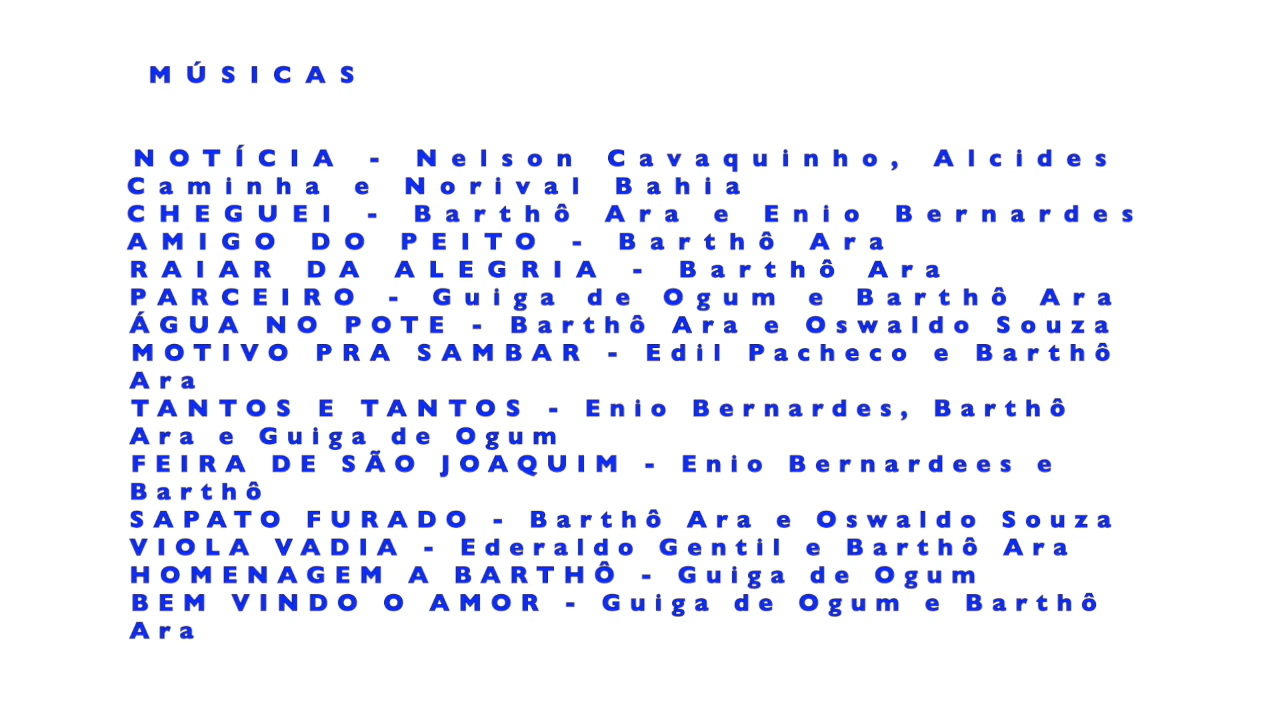 MÚSICAS
NOTÍCIA - Nelson Cavaquinho, Alcides
Caminha e Norival Bahia
CHEGUEI - Barthô Ara e Enio Bernardes
AMIGO DO PEITO - Barthô Ara
RAIAR DA ALEGRIA - Barthô Ara
PARCEIRO - Guiga de Ogum e Barthô Ara
ÁGUA NO POTE - Barthô Ara e Oswaldo Souza
MOTIVO PRA SAMBAR - Edil Pacheco e Barthô
Ara
TANTOS E TANTOS - Enio Bernardes, Barthô
Ara e Guiga de Ogum
FEIRA DE SÃO JOAQUIM - Enio Bernardees e
Barthô
SAPATO FURADO - Barthô Ara e Oswaldo Souza
VIOLA VADIA - Ederaldo Gentil e Barthô Ara
HOMENAGEM A BARTHÔ - Guiga de Ogum
BEM VINDO O AMOR - Guiga de Ogum e Barthô
Ara